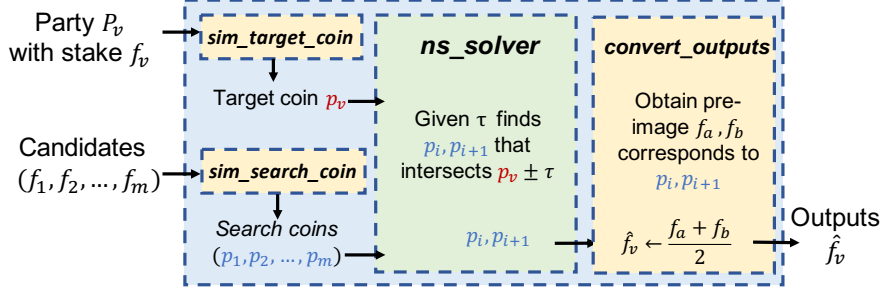 Party P_v
with stake f_v
sim_target_coin
Target coin p_v
Candidates
(f_1, f_2, ..., f_m)
sim_search_coin
Search coins
(p_1, p_2, ..., p_m)
ns_solver
Given τ finds
p_i, p_{i+1} that
intersects p_v ± τ
p_i, p_{i+1}
convert_outputs
Obtain pre-
image f_a, f_b
corresponds to
p_i, p_{i+1}
f̂_v ← (f_a + f_b)/2
Outputs
f̂_v